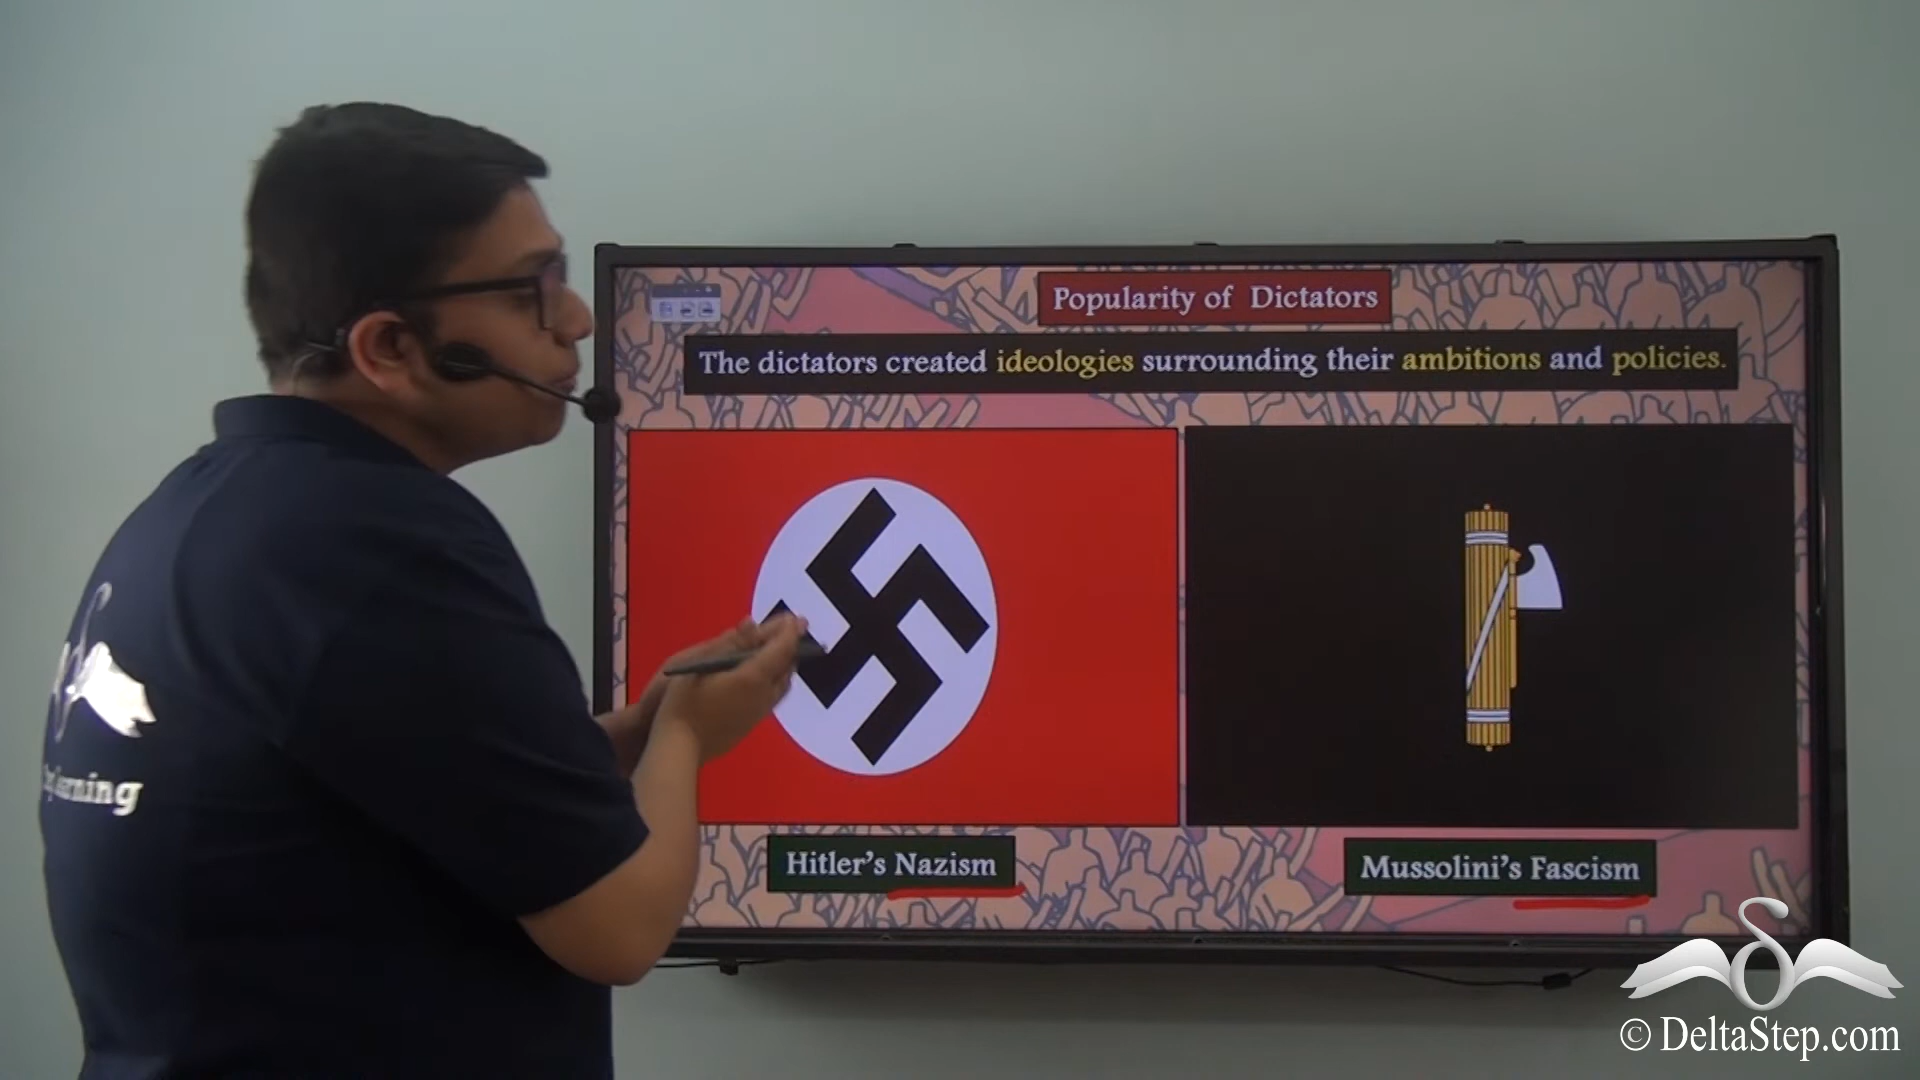 Popularity of Dictators
The dictators created ideologies surrounding their ambitions and policies.
Hitler's Nazism
Mussolini's Fascism
© DeltaStep.com